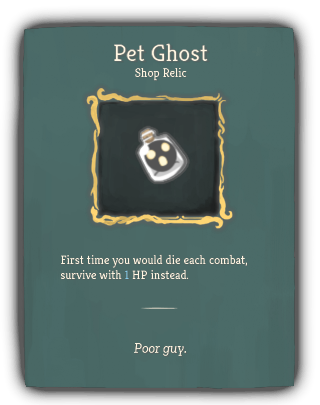 Pet Ghost
Shop Relic
First time you would die each combat,
survive with 1 HP instead.
Poor guy.